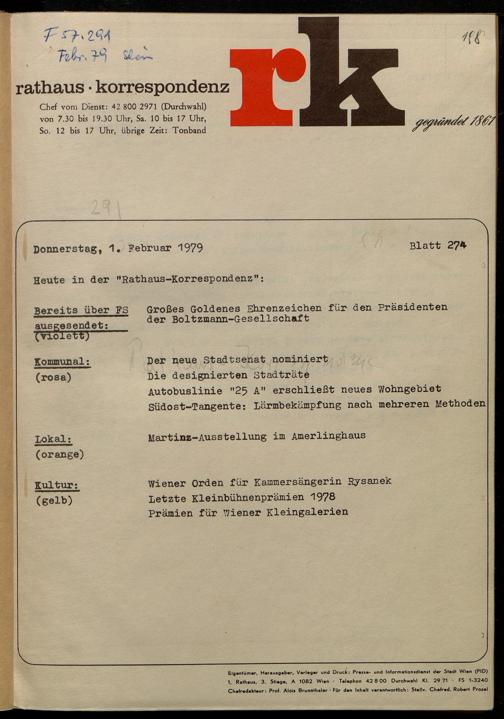 F 57.291
Febr. 79
198
rk
rathaus · korrespondenz
gegründet 1861
Chef vom Dienst: 42 800 2971 (Durchwahl)
von 7.30 bis 19.30 Uhr, Sa. 10 bis 17 Uhr,
So. 12 bis 17 Uhr, übrige Zeit: Tonband
291
Donnerstag, 1. Februar 1979 Blatt 274
Heute in der "Rathaus-Korrespondenz":
Bereits über FS Großes Goldenes Ehrenzeichen für den Präsidenten
ausgesendet: der Boltzmann-Gesellschaft
(violett)
Kommunal: Der neue Stadtsenat nominiert
(rosa) Die designierten Stadträte
Autobuslinie "25 A" erschließt neues Wohngebiet
Südost-Tangente: Lärmbekämpfung nach mehreren Methoden
Lokal: Martinz-Ausstellung im Amerlinghaus
(orange)
Kultur: Wiener Orden für Kammersängerin Rysanek
(gelb) Letzte Kleinbühnenprämien 1978
Prämien für Wiener Kleingalerien
Eigentümer, Herausgeber, Verleger und Druck: Presse- und Informationsdienst der Stadt Wien (PID)
1, Rathaus, 3. Stiege, A 1082 Wien · Telephon 42 8 00 Durchwahl Kl. 29 71 · FS 1-3240
Chefredakteur: Prof. Alois Brunnthaler · Für den Inhalt verantwortlich: Stellv. Chefred. Robert Prosel